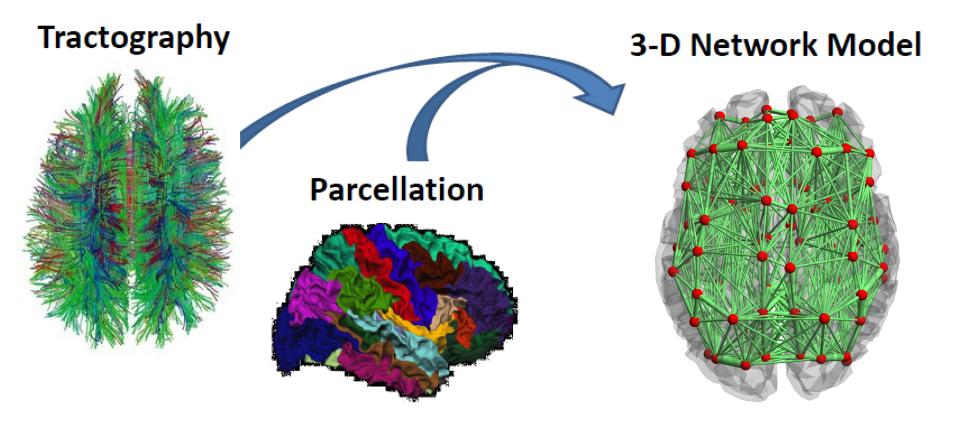 Tractography
3-D Network Model
Parcellation